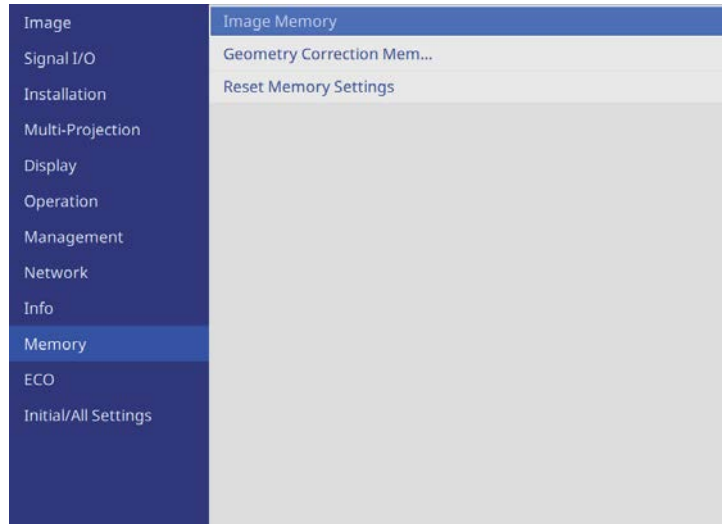 Image
Signal I/O
Installation
Multi-Projection
Display
Operation
Management
Network
Info
Memory
ECO
Initial/All Settings
Image Memory
Geometry Correction Mem...
Reset Memory Settings